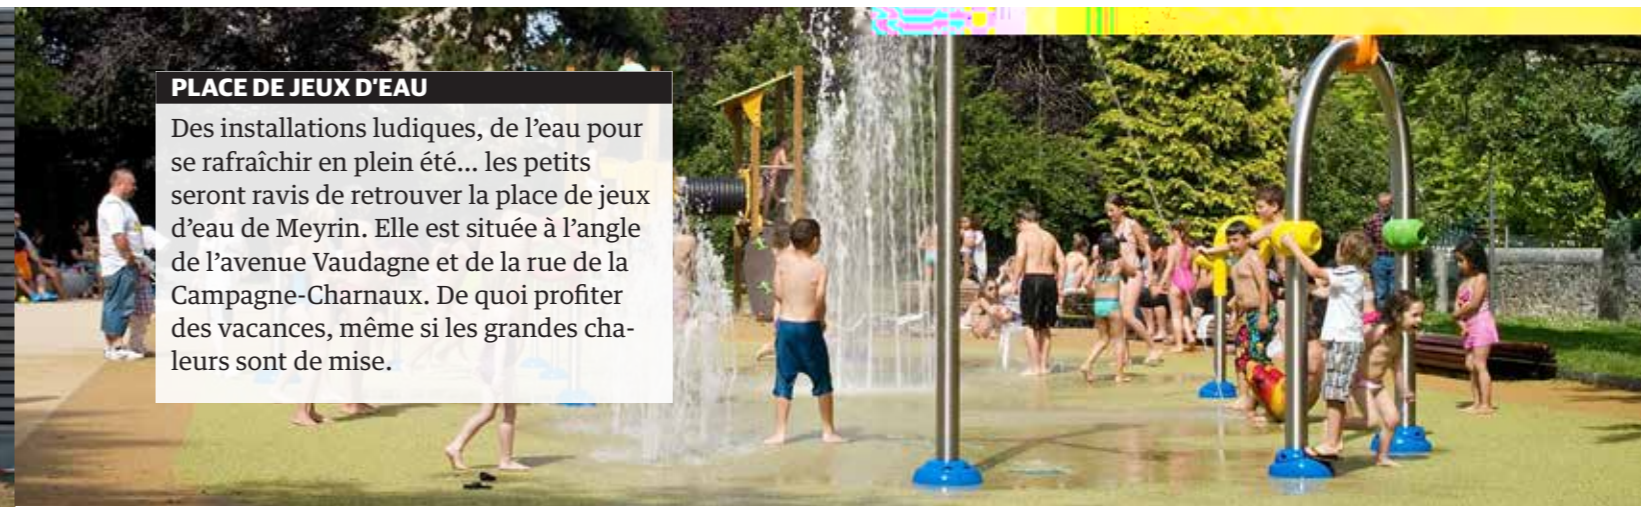 PLACE DE JEUX D'EAU
Des installations ludiques, de l’eau pour
se rafraîchir en plein été... les petits
seront ravis de retrouver la place de jeux
d’eau de Meyrin. Elle est située à l’angle
de l’avenue Vaudagne et de la rue de la
Campagne-Charnaux. De quoi profiter
des vacances, même si les grandes cha-
leurs sont de mise.